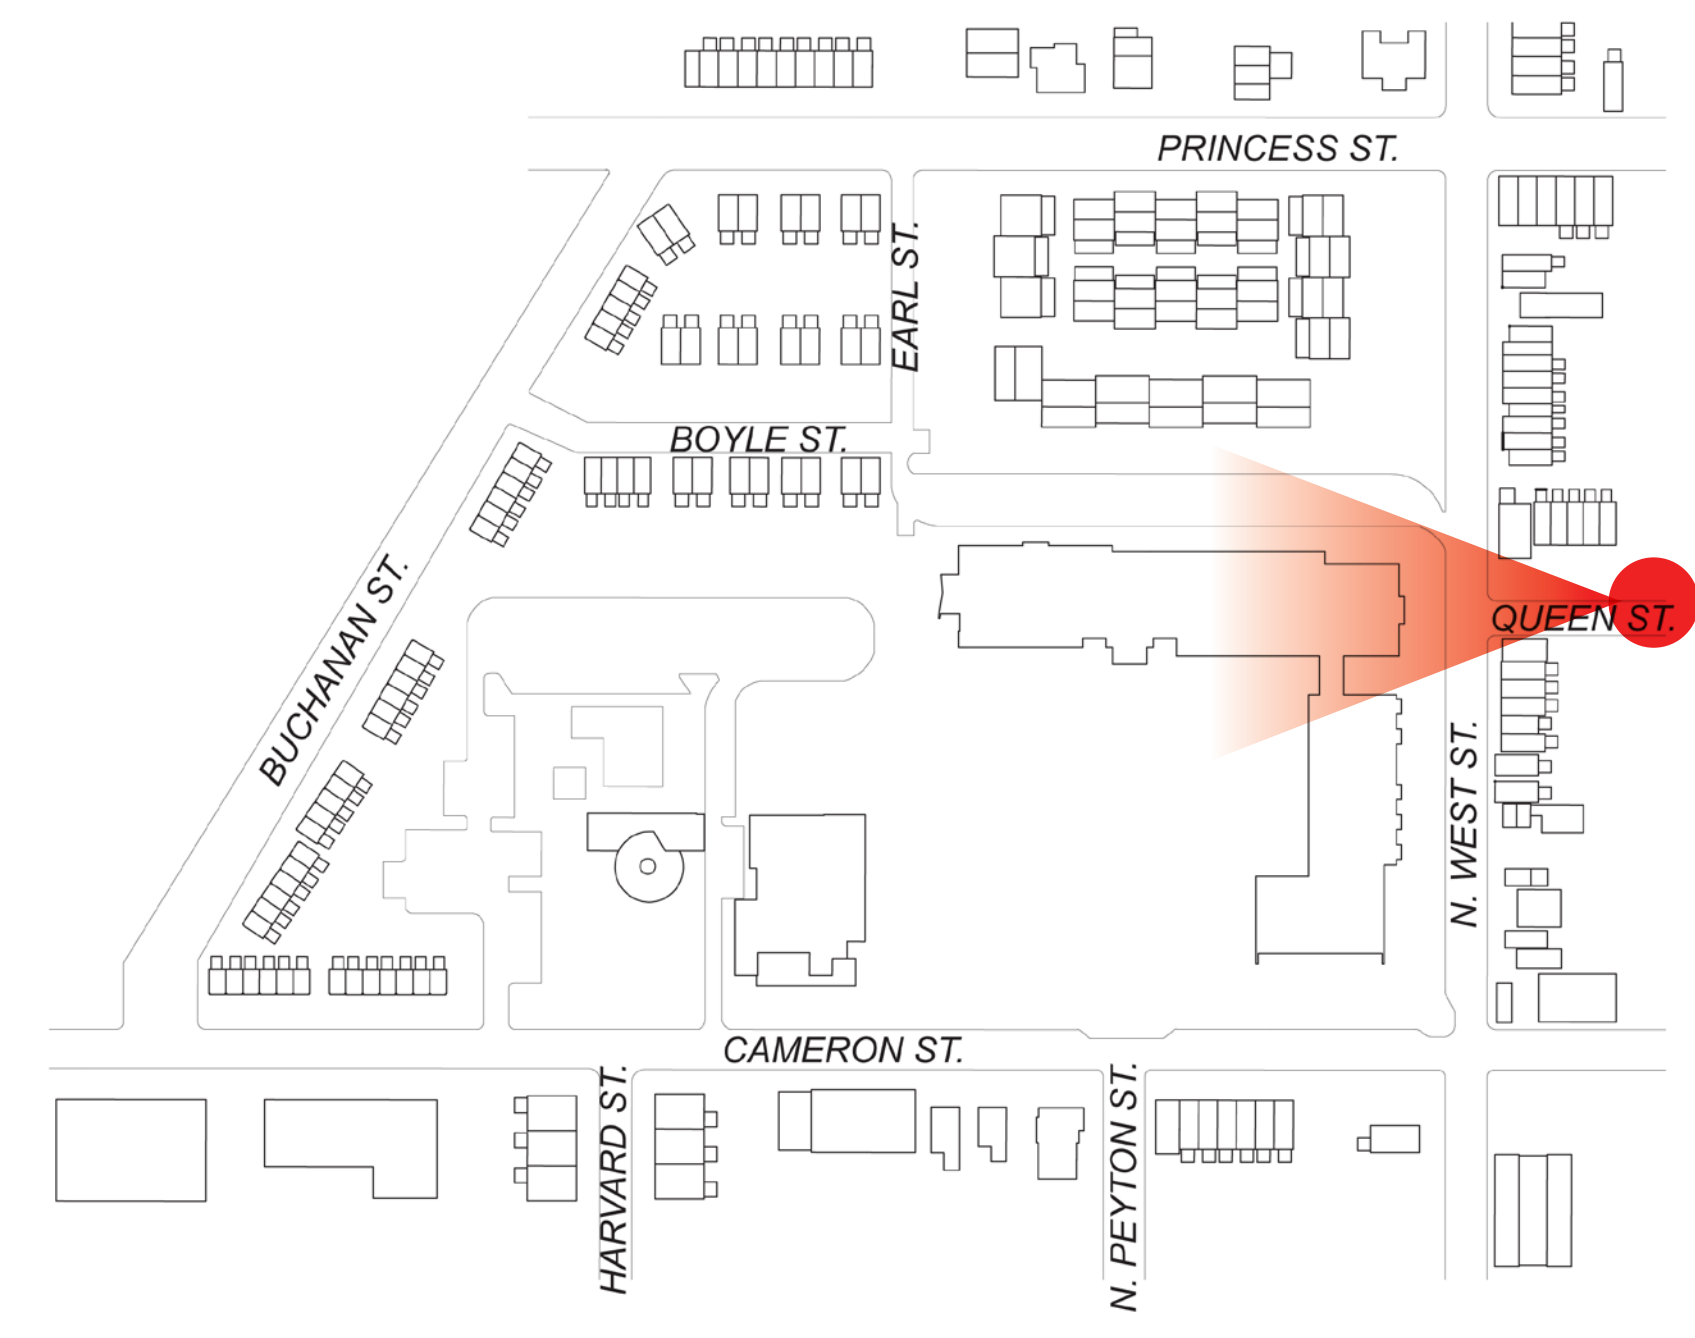 PRINCESS ST.
EARL ST.
BOYLE ST.
BUCHANAN ST.
QUEEN ST.
N. WEST ST.
CAMERON ST.
HARVARD ST.
N. PEYTON ST.